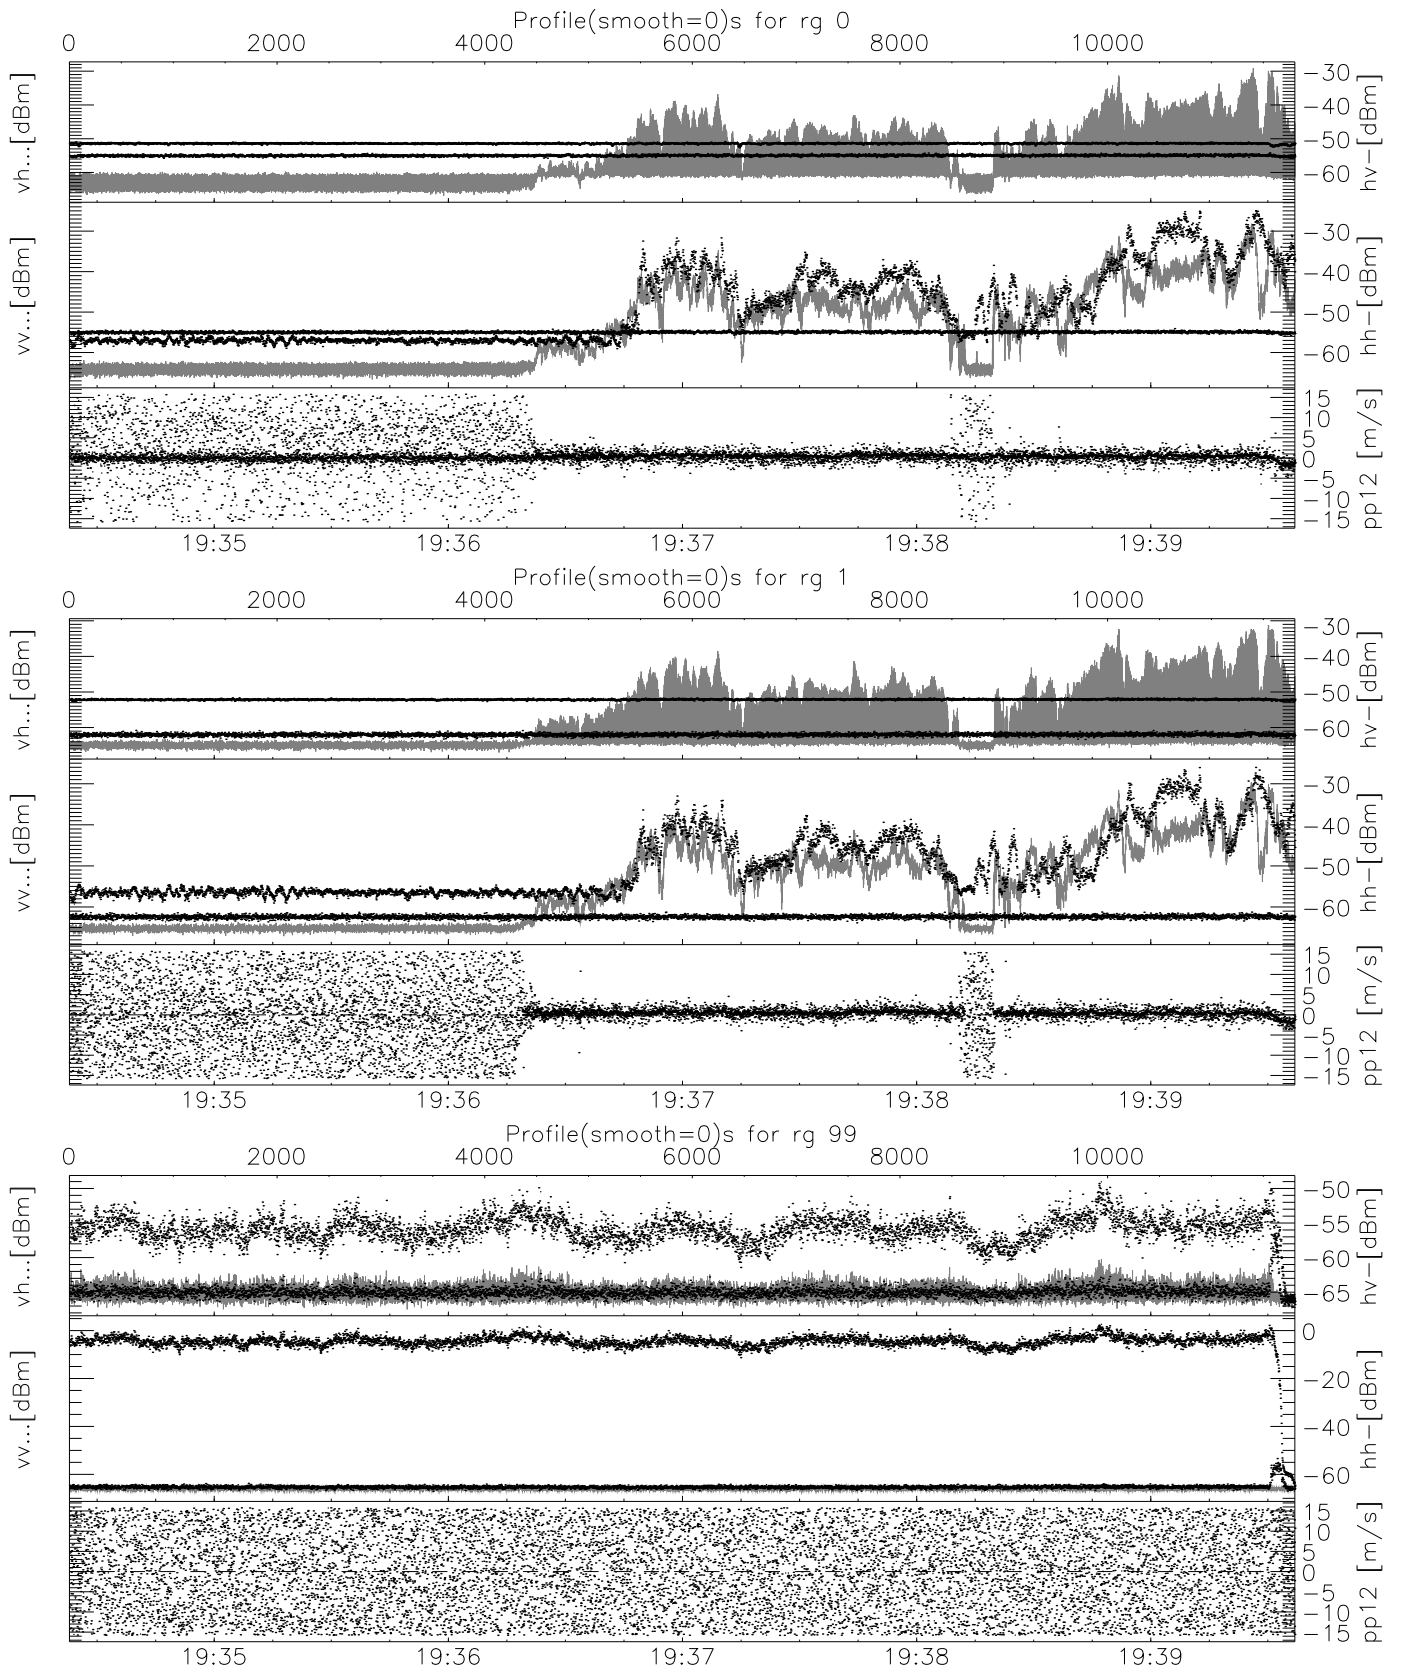 Profile(smooth=0)s for rg 0
0 2000 4000 6000 8000 10000
vh...[dBm]
-30
-40
-50
-60
hv-[dBm]
vv...[dBm]
-30
-40
-50
-60
hh-[dBm]
15
10
5
0
-5
-10
-15
pp12 [m/s]
19:35 19:36 19:37 19:38 19:39
Profile(smooth=0)s for rg 1
0 2000 4000 6000 8000 10000
vh...[dBm]
-30
-40
-50
-60
hv-[dBm]
vv...[dBm]
-30
-40
-50
-60
hh-[dBm]
15
10
5
0
-5
-10
-15
pp12 [m/s]
19:35 19:36 19:37 19:38 19:39
Profile(smooth=0)s for rg 99
0 2000 4000 6000 8000 10000
vh...[dBm]
-50
-55
-60
-65
hv-[dBm]
vv...[dBm]
0
-20
-40
-60
hh-[dBm]
15
10
5
0
-5
-10
-15
pp12 [m/s]
19:35 19:36 19:37 19:38 19:39